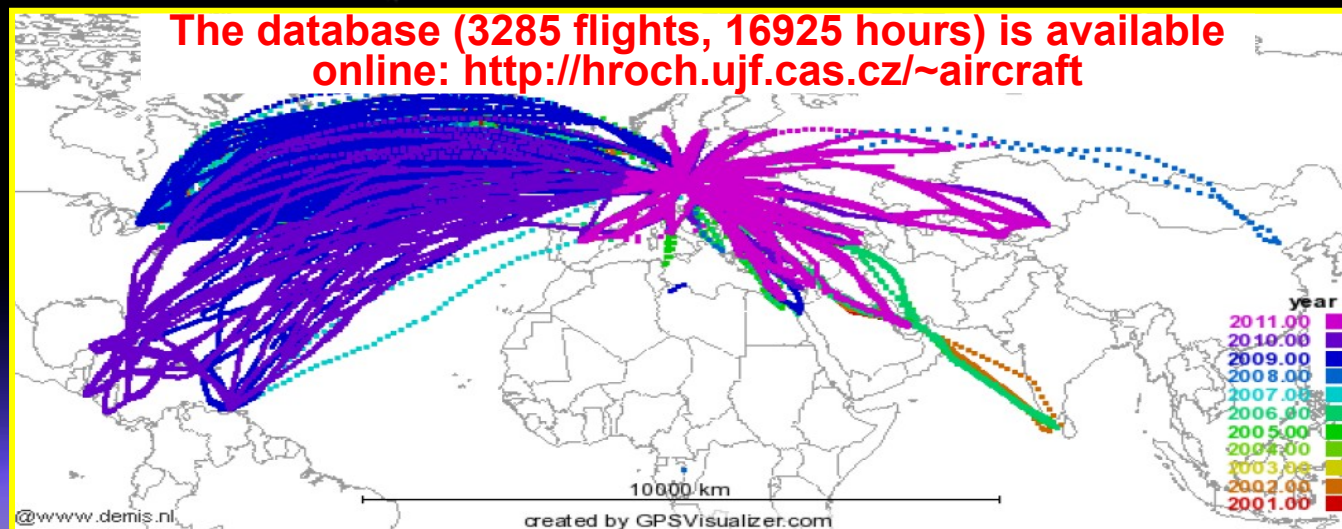 The database (3285 flights, 16925 hours) is available
online: http://hroch.ujf.cas.cz/~aircraft
year
2011.00
2010.00
2009.00
2008.00
2007.00
2006.00
2005.00
2004.00
2003.00
2002.00
2001.00
10000 km
@www.demis.nl
created by GPSVisualizer.com